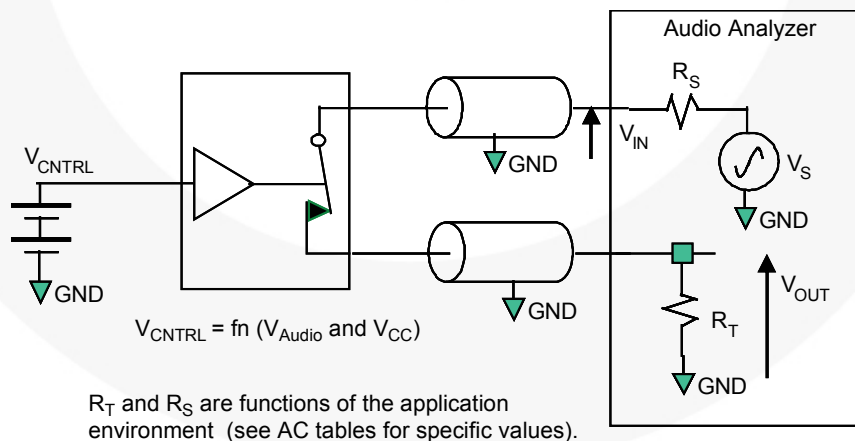 Audio Analyzer
R_S
V_CNTRL
GND
V_IN
V_S
GND
GND
GND
V_OUT
R_T
GND
V_CNTRL = fn (V_Audio and V_CC)
R_T and R_S are functions of the application
environment (see AC tables for specific values).